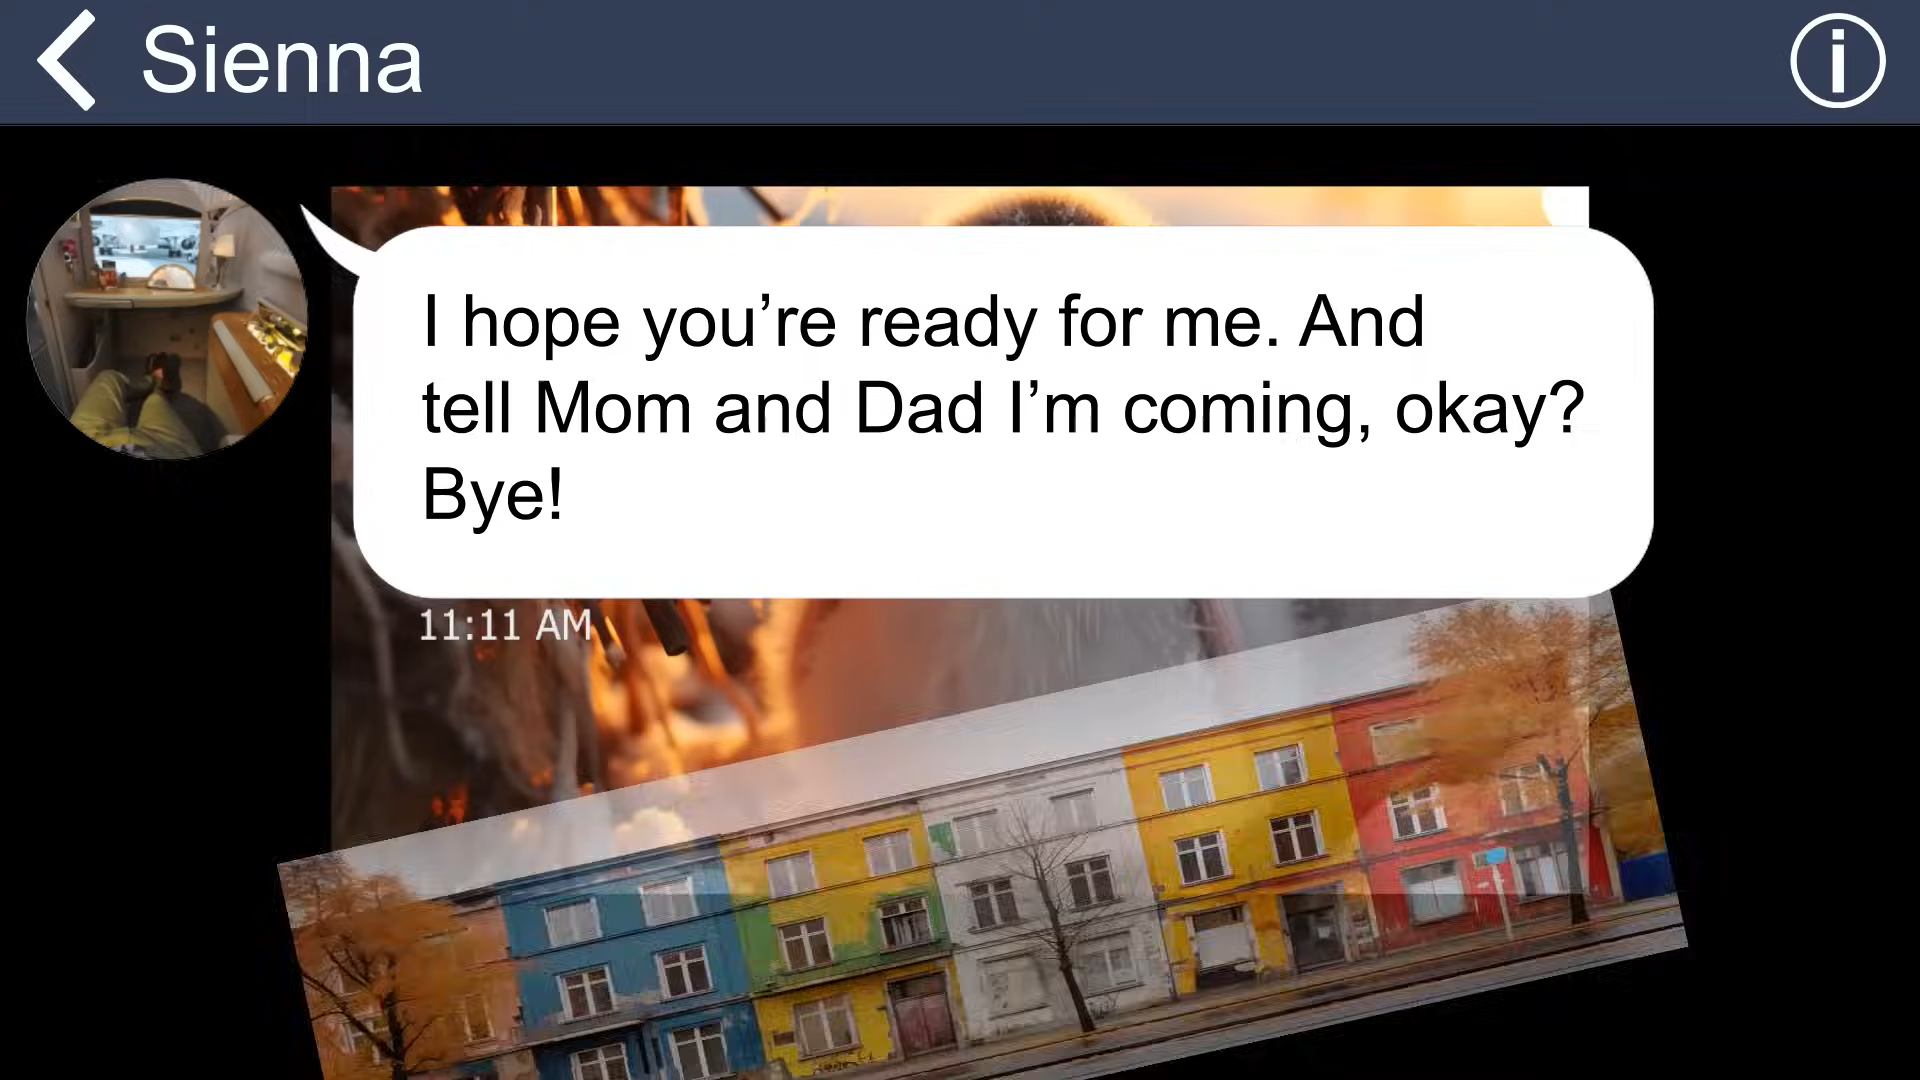 Sienna
I hope you’re ready for me. And
tell Mom and Dad I’m coming, okay?
Bye!
11:11 AM